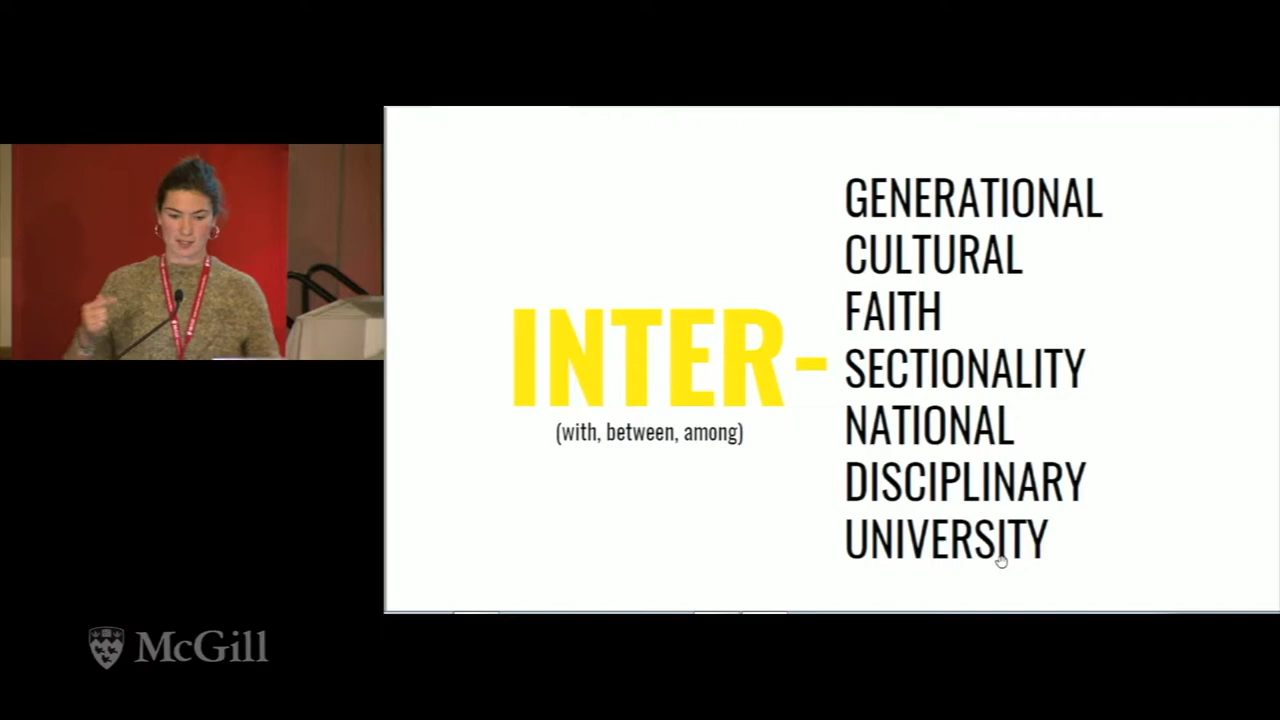 INTER-
(with, between, among)
GENERATIONAL
CULTURAL
FAITH
SECTIONALITY
NATIONAL
DISCIPLINARY
UNIVERSITY
McGill